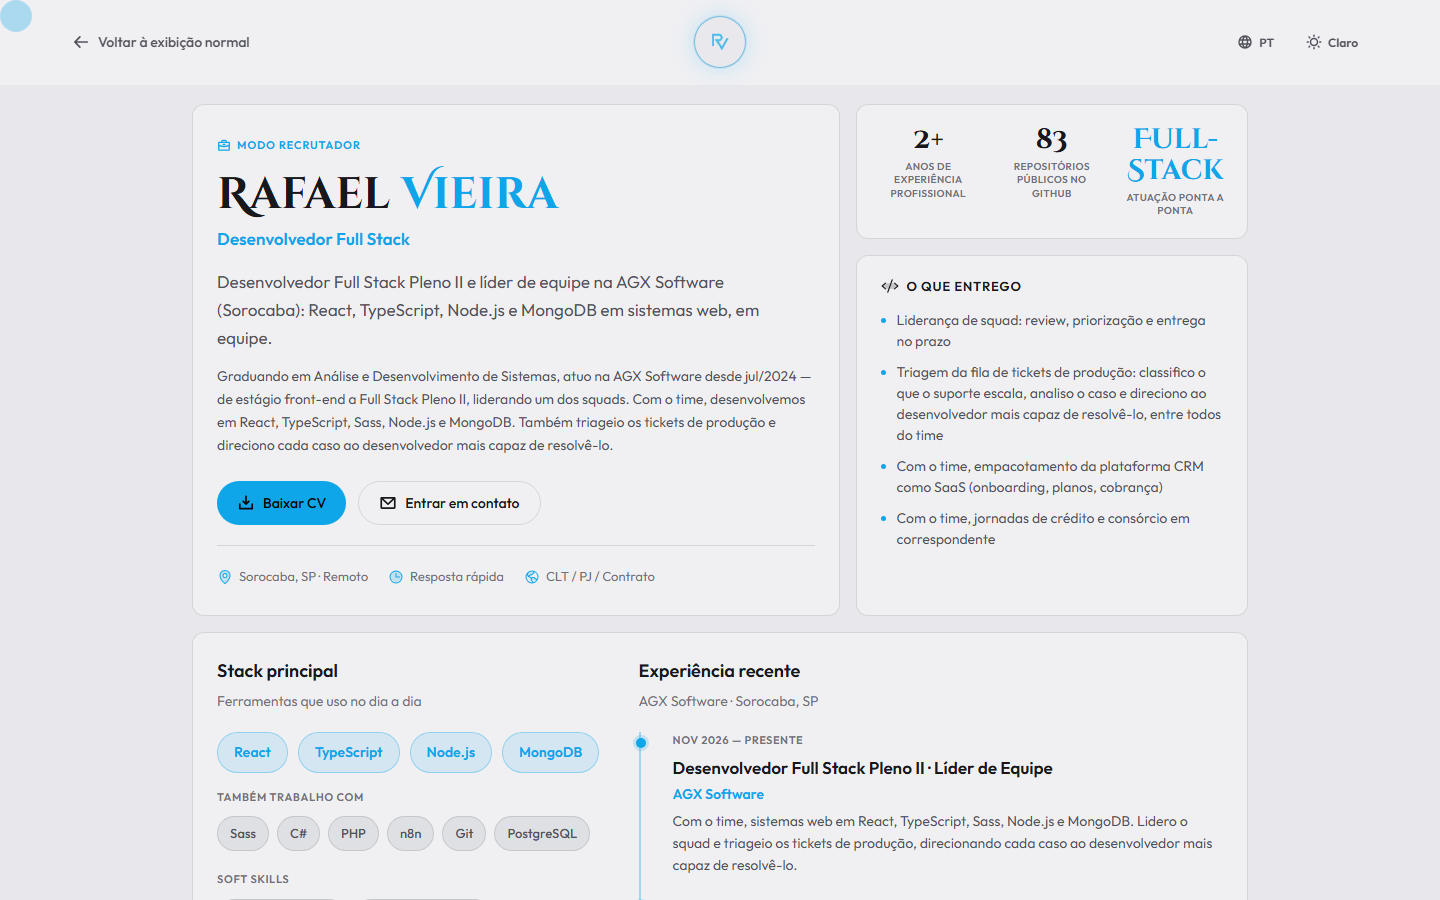 Voltar à exibição normal
RV
PT
Claro
MODO RECRUTADOR
RAFAEL VIEIRA
Desenvolvedor Full Stack
Desenvolvedor Full Stack Pleno II e líder de equipe na AGX Software
(Sorocaba): React, TypeScript, Node.js e MongoDB em sistemas web, em
equipe.
Graduando em Análise e Desenvolvimento de Sistemas, atuo na AGX Software desde jul/2024 —
de estágio front-end a Full Stack Pleno II, liderando um dos squads. Com o time, desenvolvemos
em React, TypeScript, Sass, Node.js e MongoDB. Também triageio os tickets de produção e
direciono cada caso ao desenvolvedor mais capaz de resolvê-lo.
Baixar CV
Entrar em contato
Sorocaba, SP · Remoto
Resposta rápida
CLT / PJ / Contrato
2+
ANOS DE
EXPERIÊNCIA
PROFISSIONAL
83
REPOSITÓRIOS
PÚBLICOS NO
GITHUB
FULL-
STACK
ATUAÇÃO PONTA A
PONTA
O QUE ENTREGO
Liderança de squad: review, priorização e entrega
no prazo
Triagem da fila de tickets de produção: classifico o
que o suporte escala, analiso o caso e direciono ao
desenvolvedor mais capaz de resolvê-lo, entre todos
do time
Com o time, empacotamento da plataforma CRM
como SaaS (onboarding, planos, cobrança)
Com o time, jornadas de crédito e consórcio em
correspondente
Stack principal
Ferramentas que uso no dia a dia
React
TypeScript
Node.js
MongoDB
TAMBÉM TRABALHO COM
Sass
C#
PHP
n8n
Git
PostgreSQL
SOFT SKILLS
Experiência recente
AGX Software · Sorocaba, SP
NOV 2026 — PRESENTE
Desenvolvedor Full Stack Pleno II · Líder de Equipe
AGX Software
Com o time, sistemas web em React, TypeScript, Sass, Node.js e MongoDB. Lidero o
squad e triageio os tickets de produção, direcionando cada caso ao desenvolvedor mais
capaz de resolvê-lo.